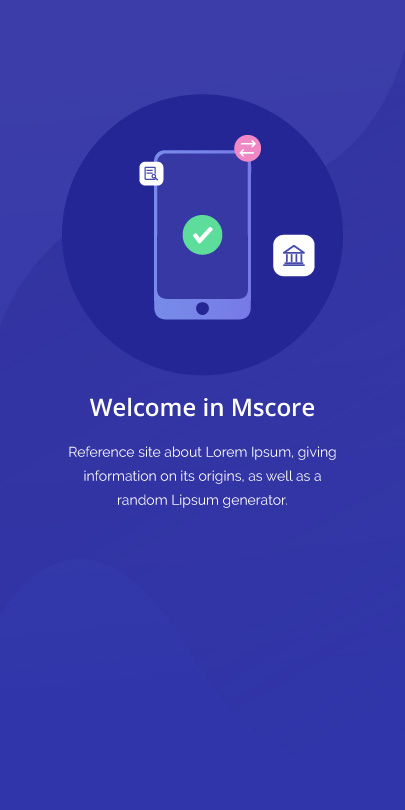 Welcome in Mscore
Reference site about Lorem Ipsum, giving
information on its origins, as well as a
random Lipsum generator.